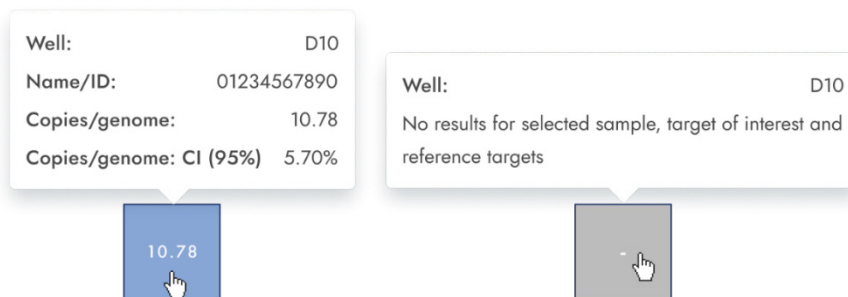 Well: D10
Name/ID: 01234567890
Copies/genome: 10.78
Copies/genome: CI (95%) 5.70%
10.78
Well: D10
No results for selected sample, target of interest and
reference targets
-